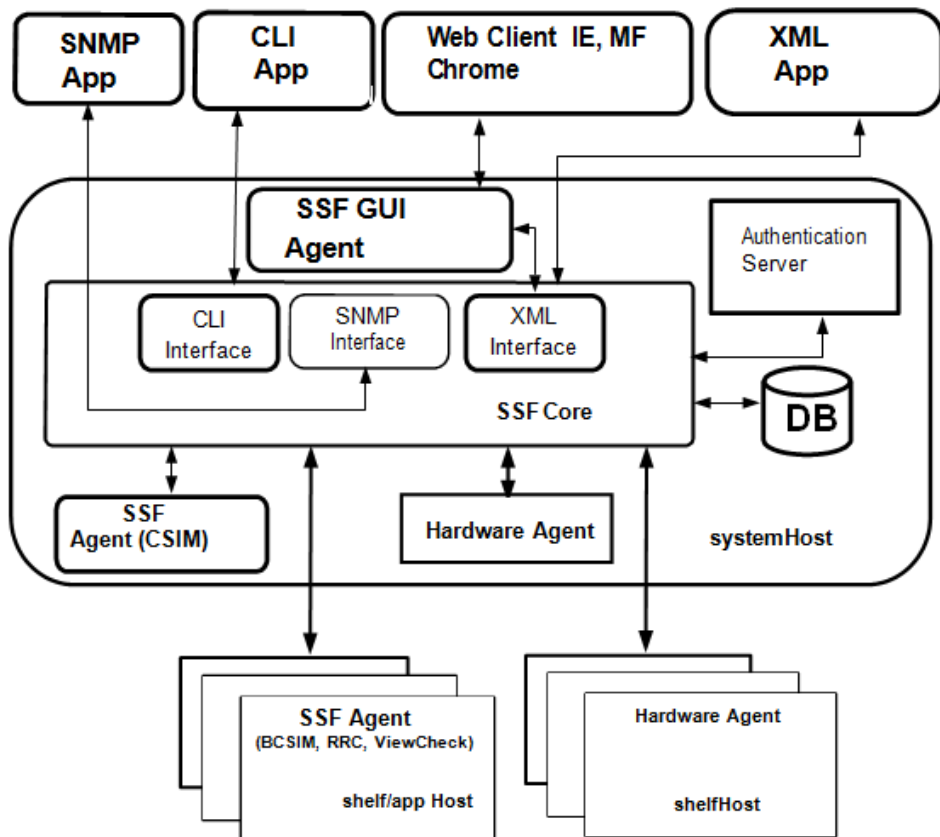 SNMP
App
CLI
App
Web Client IE, MF
Chrome
XML
App
SSF GUI
Agent
Authentication
Server
CLI
Interface
SNMP
Interface
XML
Interface
SSF Core
DB
SSF
Agent (CSIM)
Hardware Agent
systemHost
SSF Agent
(BCSIM, RRC, ViewCheck)
shelf/app Host
Hardware Agent
shelfHost